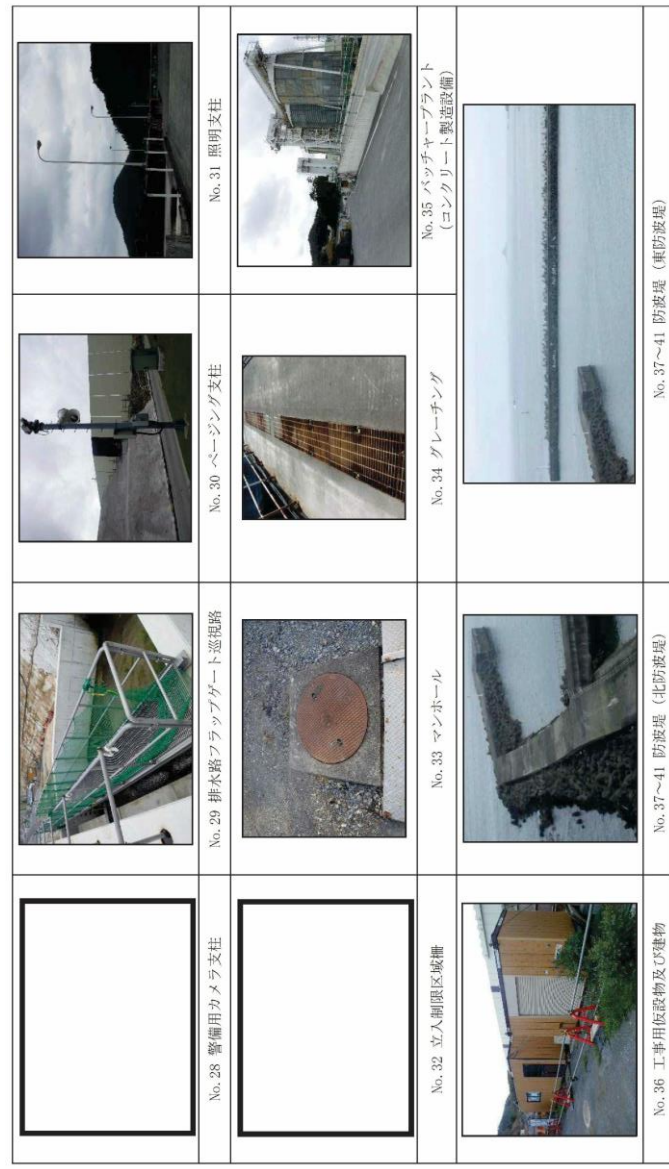 No. 28 警備用カメラ支柱
No. 29 排水路フラップゲート巡視路
No. 30 ページング支柱
No. 31 照明支柱
No. 32 立入制限区域柵
No. 33 マンホール
No. 34 グレーチング
No. 35 バッチャープラント
(コンクリート製造設備)
No. 36 工事用仮設物及び建物
No. 37～41 防波堤（北防波堤）
No. 37～41 防波堤（東防波堤）